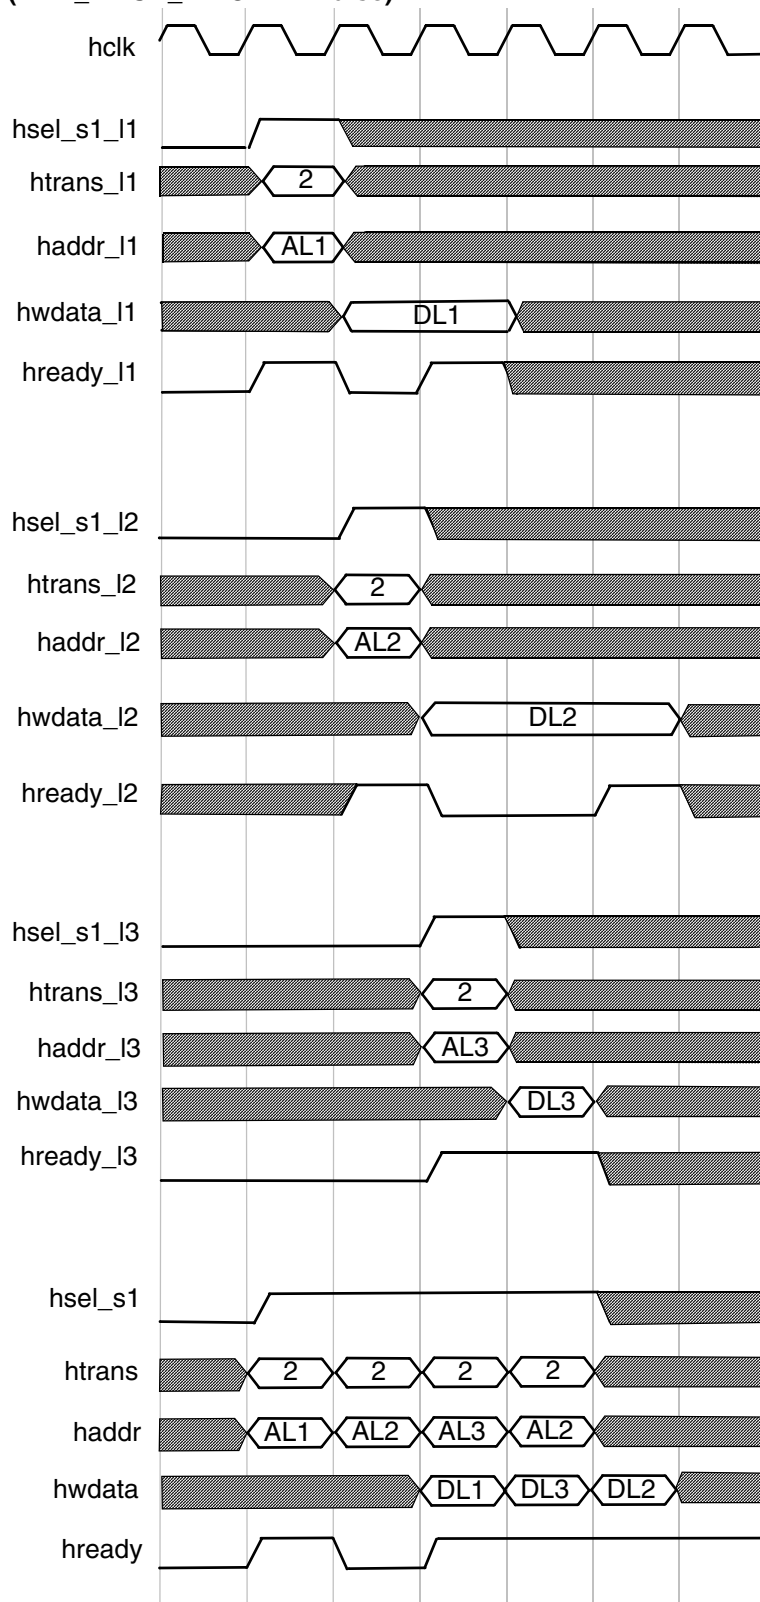 hclk
hsel_s1_l1
htrans_l1 2
haddr_l1 AL1
hwdata_l1 DL1
hready_l1
hsel_s1_l2
htrans_l2 2
haddr_l2 AL2
hwdata_l2 DL2
hready_l2
hsel_s1_l3
htrans_l3 2
haddr_l3 AL3
hwdata_l3 DL3
hready_l3
hsel_s1
htrans 2 2 2 2
haddr AL1 AL2 AL3 AL2
hwdata DL1 DL3 DL2
hready